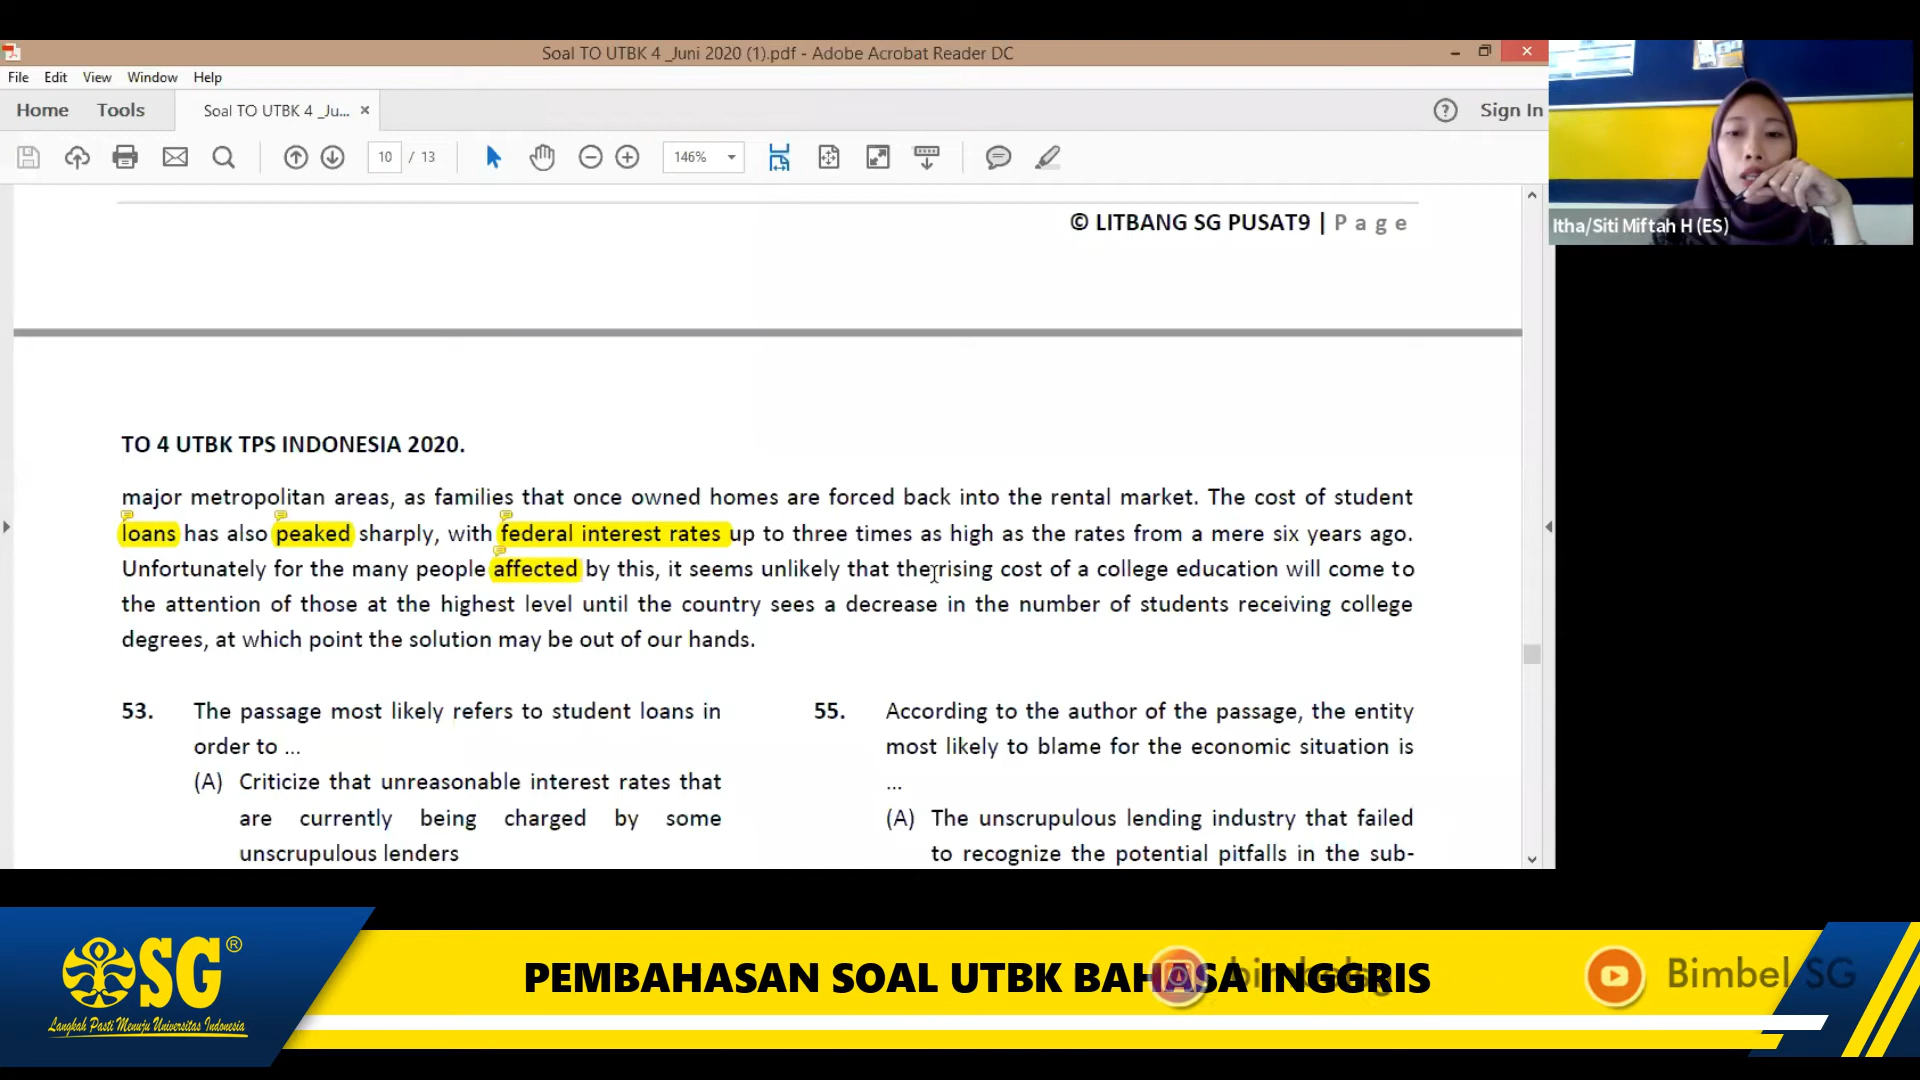 Soal TO UTBK 4 _Juni 2020 (1).pdf - Adobe Acrobat Reader DC
File Edit View Window Help
Home Tools Soal TO UTBK 4 _Ju... × Sign In
10 / 13 146%
© LITBANG SG PUSAT9 | Page
Itha/Siti Miftah H (ES)
TO 4 UTBK TPS INDONESIA 2020.
major metropolitan areas, as families that once owned homes are forced back into the rental market. The cost of student
loans has also peaked sharply, with federal interest rates up to three times as high as the rates from a mere six years ago.
Unfortunately for the many people affected by this, it seems unlikely that the rising cost of a college education will come to
the attention of those at the highest level until the country sees a decrease in the number of students receiving college
degrees, at which point the solution may be out of our hands.
53. The passage most likely refers to student loans in
order to ...
(A) Criticize that unreasonable interest rates that
are currently being charged by some
unscrupulous lenders
55. According to the author of the passage, the entity
most likely to blame for the economic situation is
...
(A) The unscrupulous lending industry that failed
to recognize the potential pitfalls in the sub-
SG®
Langkah Pasti Menuju Universitas Indonesia
PEMBAHASAN SOAL UTBK BAHASA INGGRIS
bimbelsg
Bimbel SG